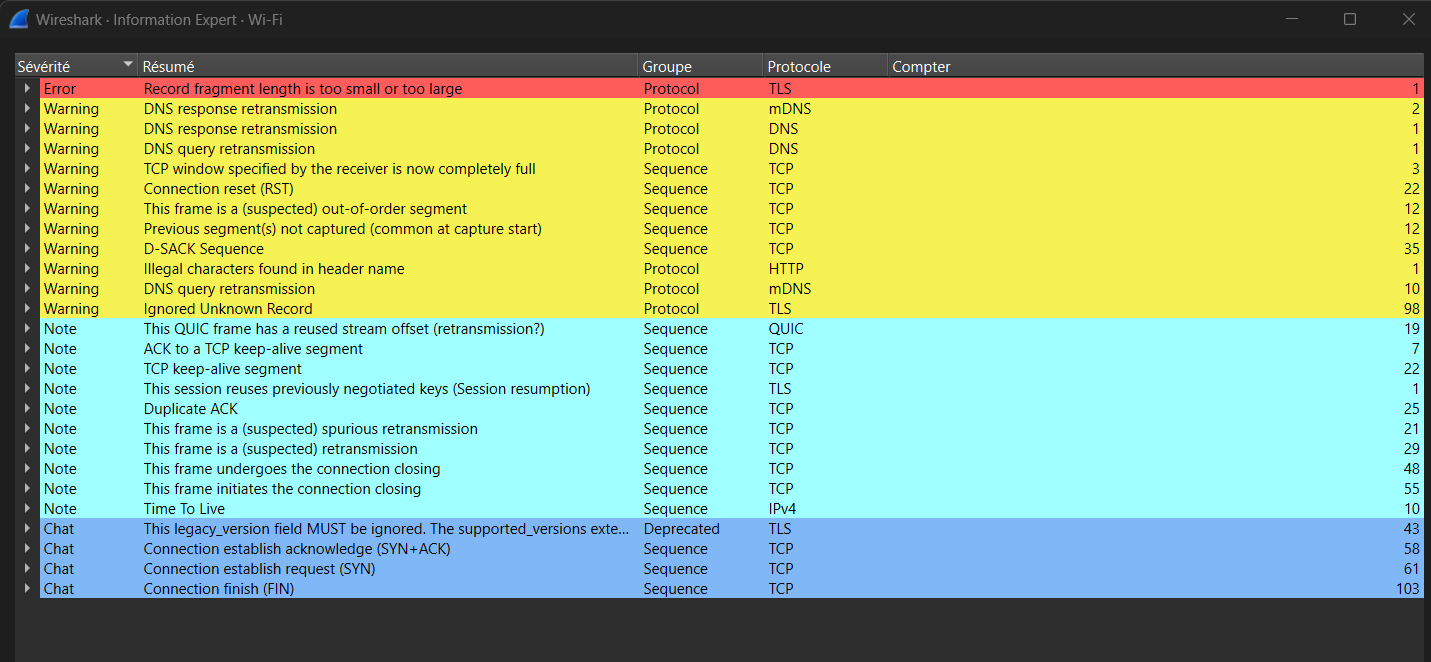 Wireshark · Information Expert · Wi-Fi
Sévérité Résumé Groupe Protocole Compter
Error Record fragment length is too small or too large Protocol TLS 1
Warning DNS response retransmission Protocol mDNS 2
Warning DNS response retransmission Protocol DNS 1
Warning DNS query retransmission Protocol DNS 1
Warning TCP window specified by the receiver is now completely full Sequence TCP 3
Warning Connection reset (RST) Sequence TCP 22
Warning This frame is a (suspected) out-of-order segment Sequence TCP 12
Warning Previous segment(s) not captured (common at capture start) Sequence TCP 12
Warning D-SACK Sequence Sequence TCP 35
Warning Illegal characters found in header name Protocol HTTP 1
Warning DNS query retransmission Protocol mDNS 10
Warning Ignored Unknown Record Protocol TLS 98
Note This QUIC frame has a reused stream offset (retransmission?) Sequence QUIC 19
Note ACK to a TCP keep-alive segment Sequence TCP 7
Note TCP keep-alive segment Sequence TCP 22
Note This session reuses previously negotiated keys (Session resumption) Sequence TLS 1
Note Duplicate ACK Sequence TCP 25
Note This frame is a (suspected) spurious retransmission Sequence TCP 21
Note This frame is a (suspected) retransmission Sequence TCP 29
Note This frame undergoes the connection closing Sequence TCP 48
Note This frame initiates the connection closing Sequence TCP 55
Note Time To Live Sequence IPv4 10
Chat This legacy_version field MUST be ignored. The supported_versions exte... Deprecated TLS 43
Chat Connection establish acknowledge (SYN+ACK) Sequence TCP 58
Chat Connection establish request (SYN) Sequence TCP 61
Chat Connection finish (FIN) Sequence TCP 103